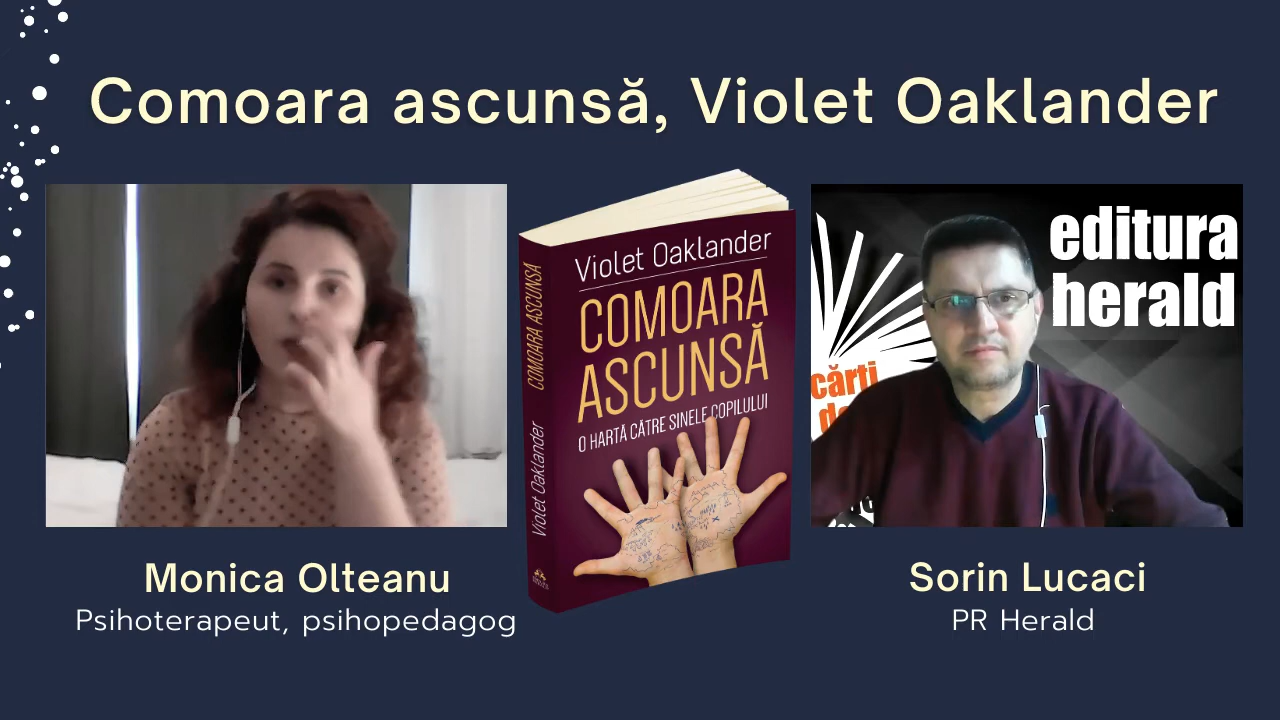 Comoara ascunsă, Violet Oaklander
Violet Oaklander
COMOARA
ASCUNSĂ
O HARTĂ CĂTRE SINELE COPILULUI
COMOARA ASCUNSĂ
Violet Oaklander
editura
herald
cărți
Monica Olteanu
Psihoterapeut, psihopedagog
Sorin Lucaci
PR Herald